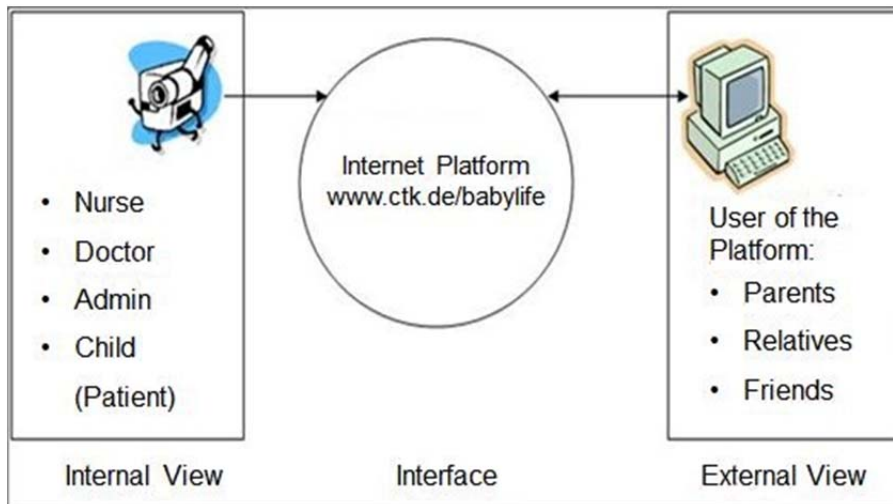 Internet Platform
www.ctk.de/babylife
• Nurse
• Doctor
• Admin
• Child
(Patient)
User of the
Platform:
• Parents
• Relatives
• Friends
Internal View
Interface
External View